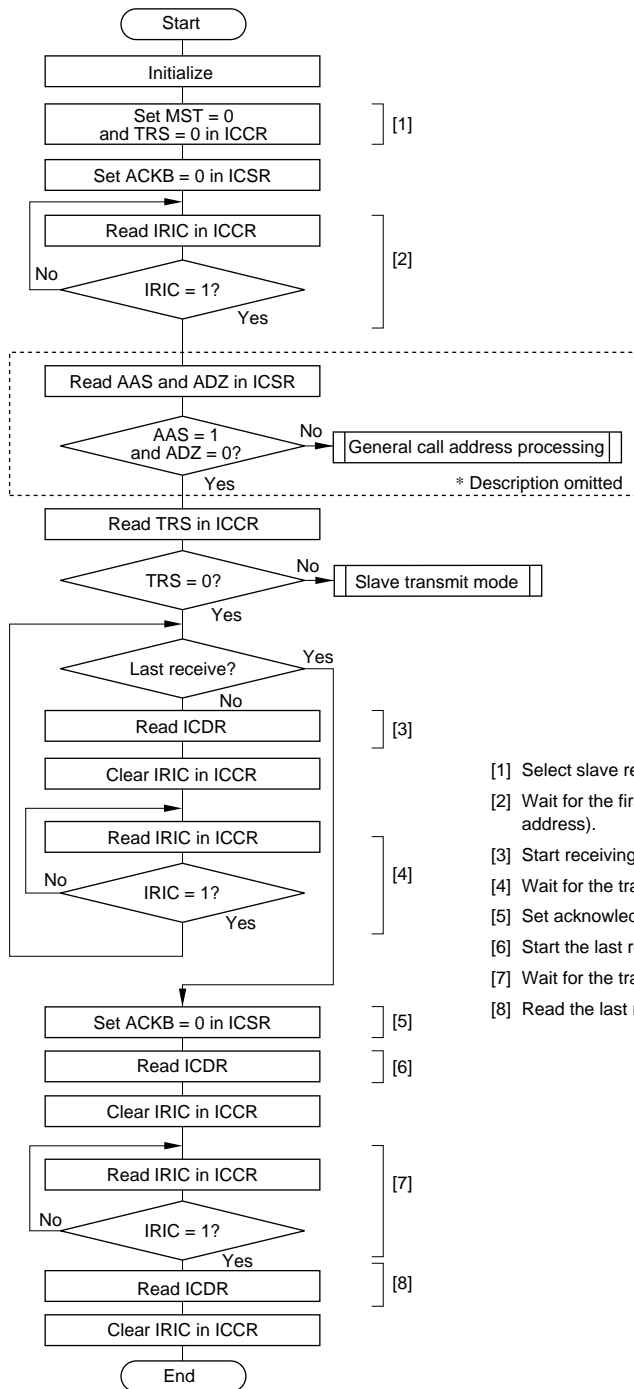 Start
Initialize
Set MST = 0
and TRS = 0 in ICCR
[1]
Set ACKB = 0 in ICSR
Read IRIC in ICCR
[2]
No
IRIC = 1?
Yes
Read AAS and ADZ in ICSR
AAS = 1
and ADZ = 0?
No
General call address processing
Yes
* Description omitted
Read TRS in ICCR
TRS = 0?
No
Slave transmit mode
Yes
Last receive?
Yes
No
Read ICDR
[3]
Clear IRIC in ICCR
Read IRIC in ICCR
[4]
No
IRIC = 1?
Yes
[1] Select slave re
[2] Wait for the fir
address).
[3] Start receiving
[4] Wait for the tra
[5] Set acknowled
[6] Start the last r
[7] Wait for the tra
[8] Read the last
Set ACKB = 0 in ICSR
[5]
Read ICDR
[6]
Clear IRIC in ICCR
Read IRIC in ICCR
[7]
No
IRIC = 1?
Yes
Read ICDR
[8]
Clear IRIC in ICCR
End